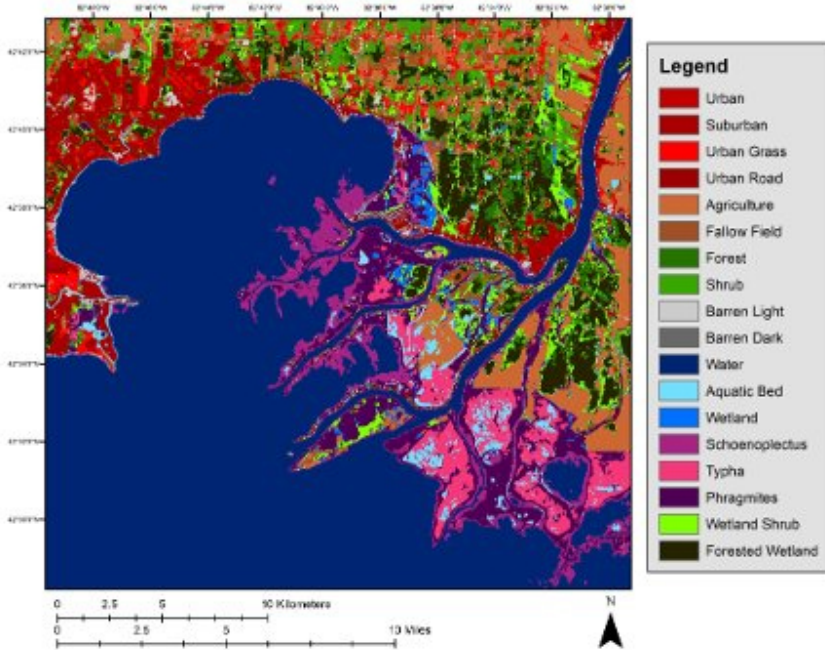 Legend
Urban
Suburban
Urban Grass
Urban Road
Agriculture
Fallow Field
Forest
Shrub
Barren Light
Barren Dark
Water
Aquatic Bed
Wetland
Schoenoplectus
Typha
Phragmites
Wetland Shrub
Forested Wetland
0 2.5 5 10 Kilometers
0 2.5 5 10 Miles
N